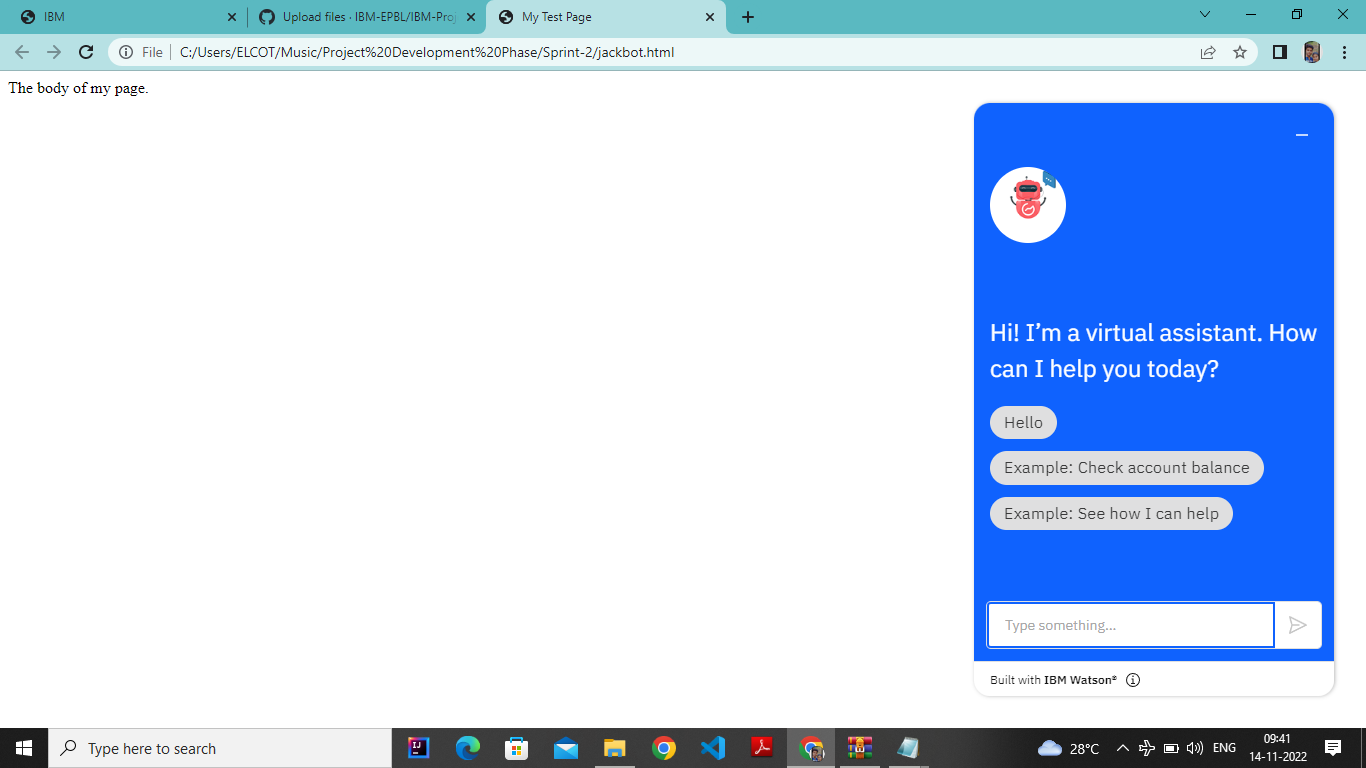 IBM
Upload files · IBM-EPBL/IBM-Proj
My Test Page
File
C:/Users/ELCOT/Music/Project%20Development%20Phase/Sprint-2/jackbot.html
The body of my page.
Hi! I’m a virtual assistant. How
can I help you today?
Hello
Example: Check account balance
Example: See how I can help
Type something...
Built with IBM Watson®
Type here to search
28°C
ENG
09:41
14-11-2022